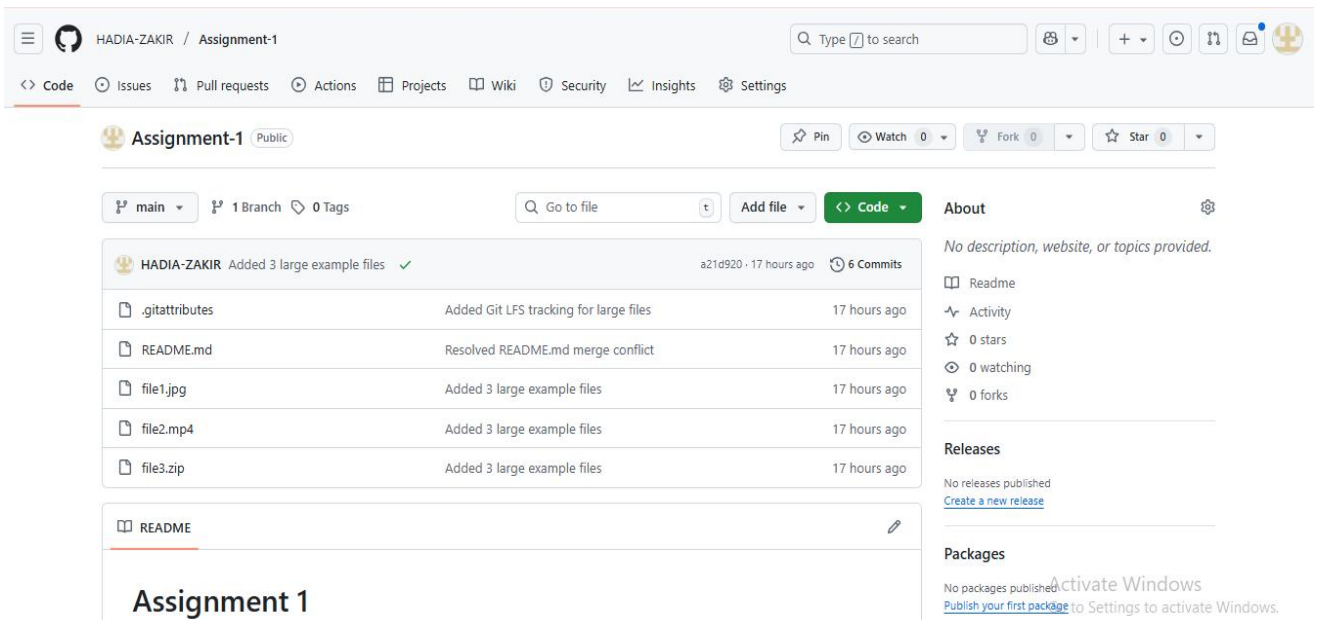 HADIA-ZAKIR / Assignment-1
Type / to search
Code Issues Pull requests Actions Projects Wiki Security Insights Settings
Assignment-1 Public
Pin Watch 0 Fork 0 Star 0
main 1 Branch 0 Tags
Go to file t Add file Code
About
No description, website, or topics provided.
HADIA-ZAKIR Added 3 large example files a21d920 · 17 hours ago 6 Commits
Readme
.gitattributes Added Git LFS tracking for large files 17 hours ago
Activity
README.md Resolved README.md merge conflict 17 hours ago
0 stars
0 watching
file1.jpg Added 3 large example files 17 hours ago
0 forks
file2.mp4 Added 3 large example files 17 hours ago
Releases
file3.zip Added 3 large example files 17 hours ago
No releases published
Create a new release
README
Packages
No packages published
Publish your first package
Activate Windows
to Settings to activate Windows.
Assignment 1